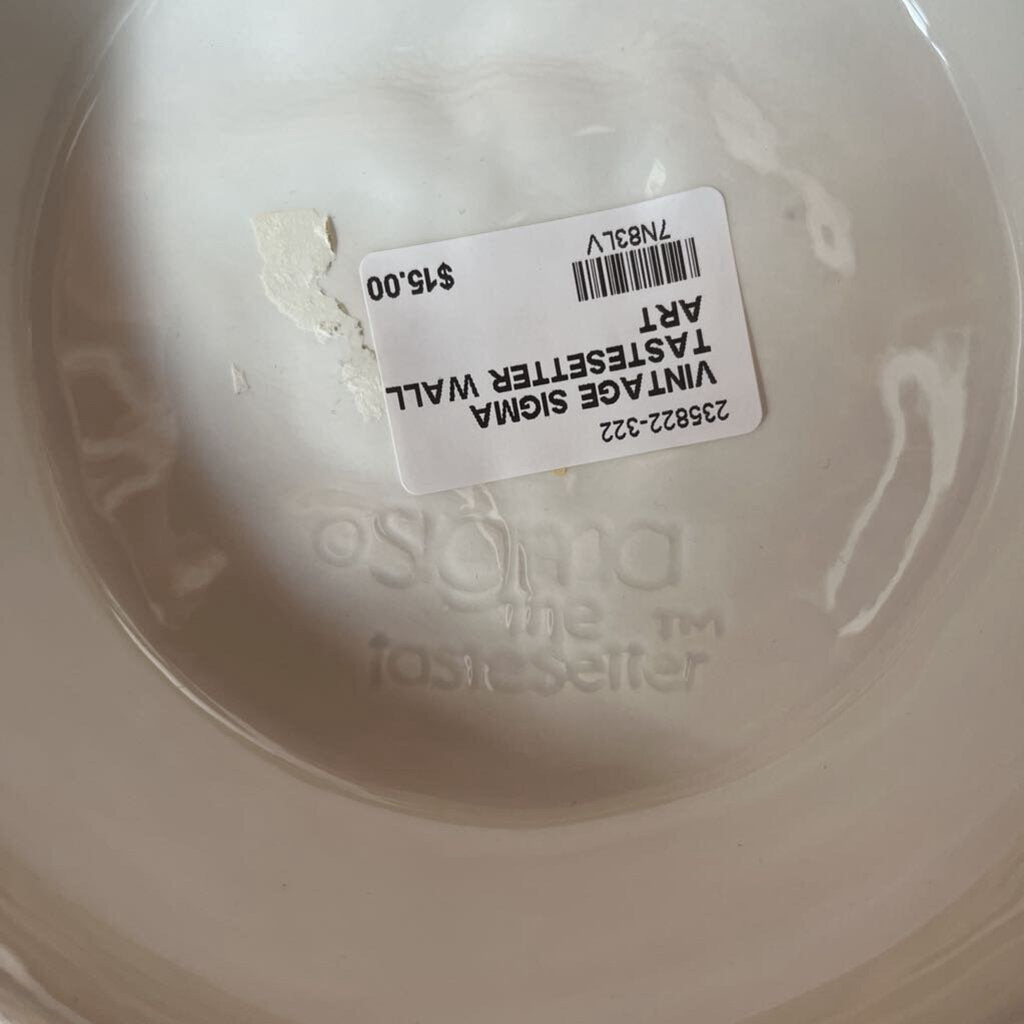 235822-322
VINTAGE SIGMA
TASTESETTER WALL
ART
$15.00
7N83LV
©sigma
the TM
tastesetter